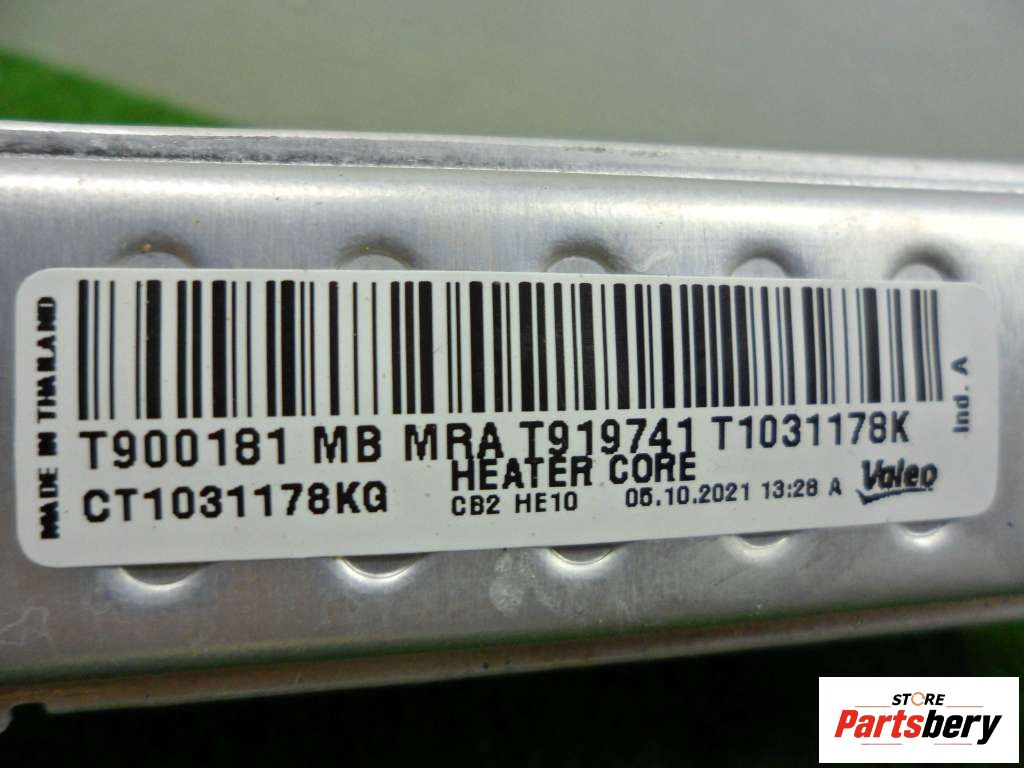 MADE IN THAILAND
T900181 MB MRA T919741 T1031178K
HEATER CORE
CT1031178KG
CB2 HE10 05.10.2021 13:28 A
Valeo
Ind. A
STORE
Partsbery